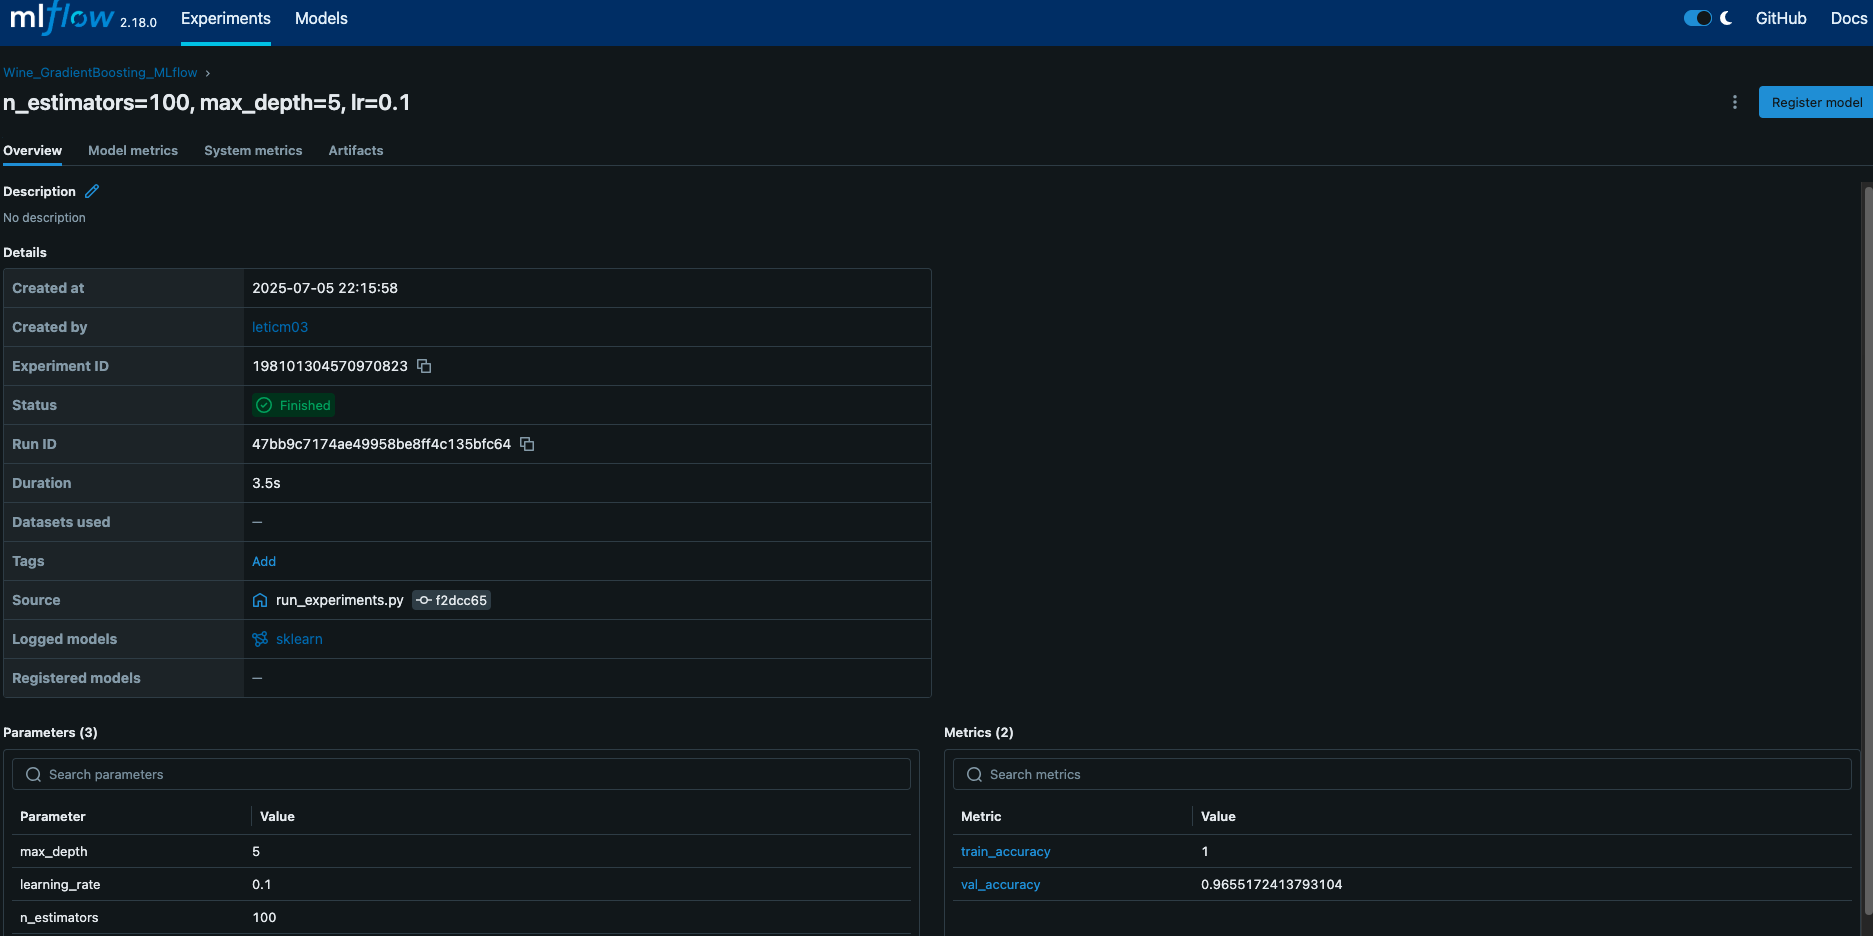 mlflow 2.18.0 Experiments Models GitHub Docs
Wine_GradientBoosting_MLflow
n_estimators=100, max_depth=5, lr=0.1
Register model
Overview Model metrics System metrics Artifacts
Description
No description
Details
Created at 2025-07-05 22:15:58
Created by leticm03
Experiment ID 198101304570970823
Status Finished
Run ID 47bb9c7174ae49958be8ff4c135bfc64
Duration 3.5s
Datasets used —
Tags Add
Source run_experiments.py f2dcc65
Logged models sklearn
Registered models —
Parameters (3)
Search parameters
Parameter Value
max_depth 5
learning_rate 0.1
n_estimators 100
Metrics (2)
Search metrics
Metric Value
train_accuracy 1
val_accuracy 0.9655172413793104